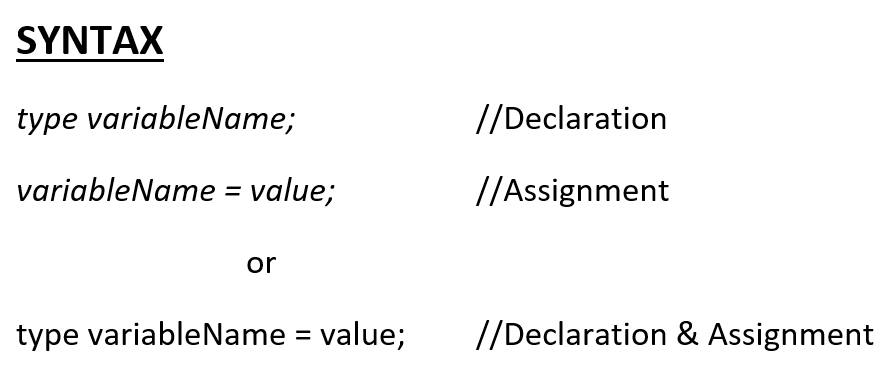 SYNTAX
type variableName; //Declaration
variableName = value; //Assignment
or
type variableName = value; //Declaration & Assignment